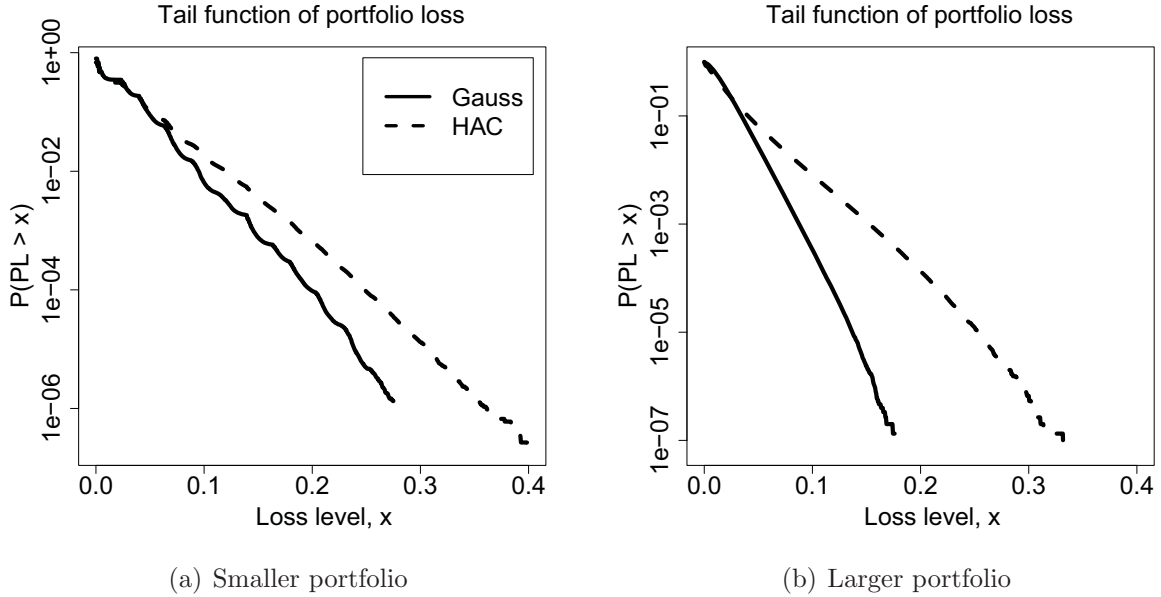 Tail function of portfolio loss
1e+00
1e−02
1e−04
1e−06
P(PL > x)
Gauss
HAC
0.0 0.1 0.2 0.3 0.4
Loss level, x
(a) Smaller portfolio
Tail function of portfolio loss
1e−01
1e−03
1e−05
1e−07
P(PL > x)
0.0 0.1 0.2 0.3 0.4
Loss level, x
(b) Larger portfolio